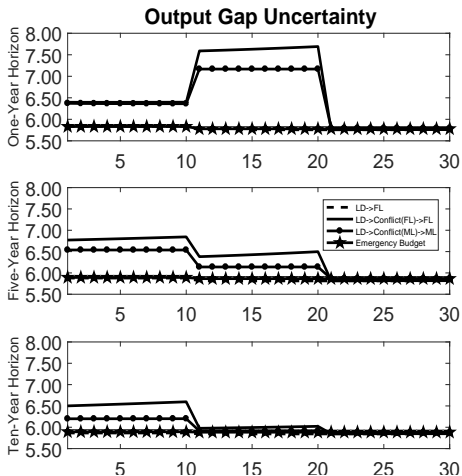 Output Gap Uncertainty
One-Year Horizon
8.00
7.50
7.00
6.50
6.00
5.50
5 10 15 20 25 30
Five-Year Horizon
8.00
7.50
7.00
6.50
6.00
5.50
LD->FL
LD->Conflict(FL)->FL
LD->Conflict(ML)->ML
Emergency Budget
5 10 15 20 25 30
Ten-Year Horizon
8.00
7.50
7.00
6.50
6.00
5.50
5 10 15 20 25 30